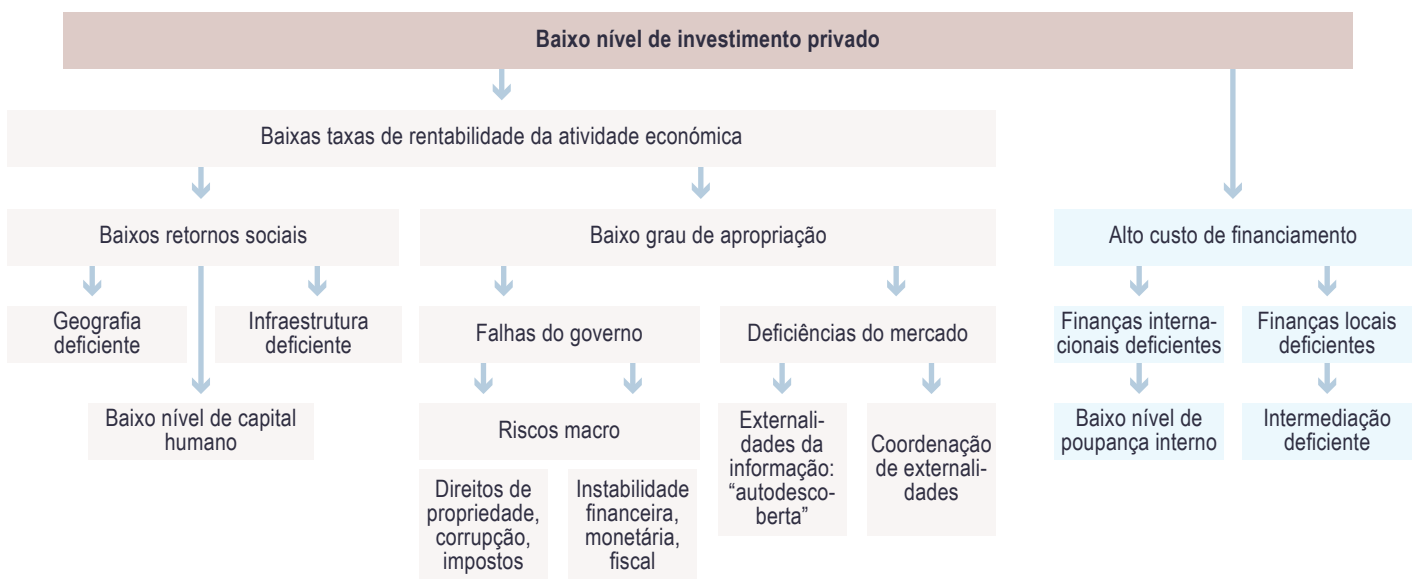 Baixo nível de investimento privado
Baixas taxas de rentabilidade da atividade económica
Baixos retornos sociais
Baixo grau de apropriação
Alto custo de financiamento
Geografia
deficiente
Infraestrutura
deficiente
Falhas do governo
Deficiências do mercado
Finanças interna-
cionais deficientes
Finanças locais
deficientes
Baixo nível de capital
humano
Riscos macro
Externali-
dades da
informação:
“autodesco-
berta”
Coordenação
de externali-
dades
Baixo nível de
poupança interno
Intermediação
deficiente
Direitos de
propriedade,
corrupção,
impostos
Instabilidade
financeira,
monetária,
fiscal